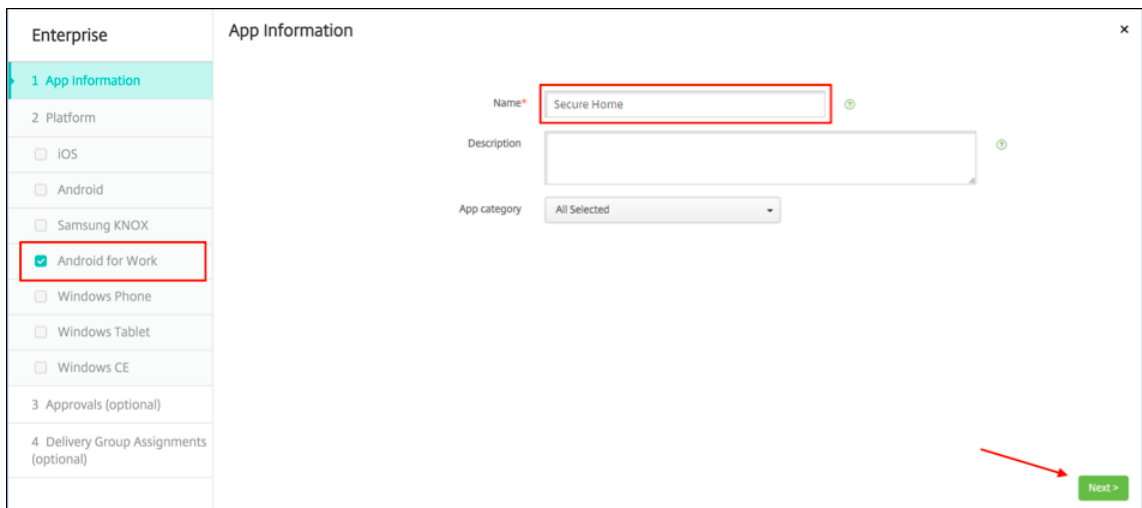 Enterprise
App Information
×
1 App Information
2 Platform
iOS
Android
Samsung KNOX
Android for Work
Windows Phone
Windows Tablet
Windows CE
3 Approvals (optional)
4 Delivery Group Assignments
(optional)
Name*
Secure Home
?
Description
?
App category
All Selected
Next >